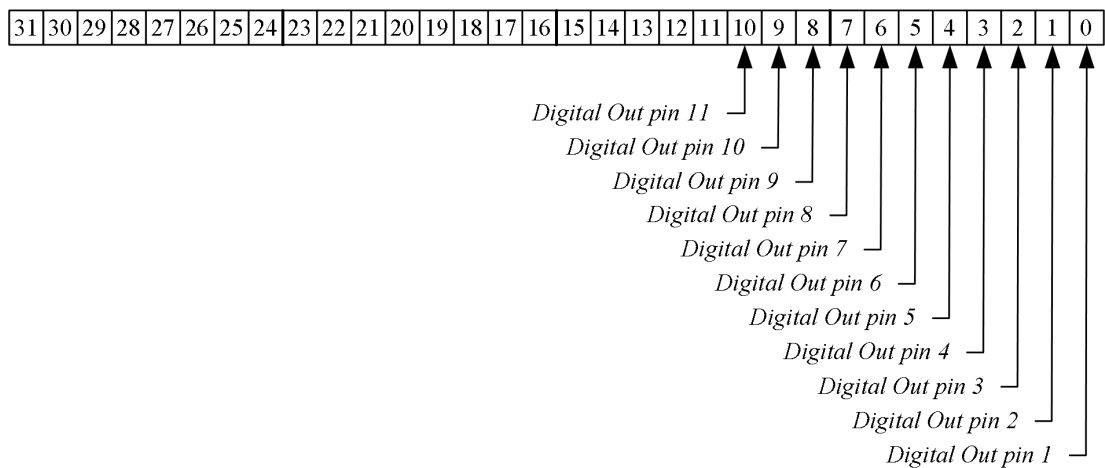 31 30 29 28 27 26 25 24 23 22 21 20 19 18 17 16 15 14 13 12 11 10 9 8 7 6 5 4 3 2 1 0
Digital Out pin 11
Digital Out pin 10
Digital Out pin 9
Digital Out pin 8
Digital Out pin 7
Digital Out pin 6
Digital Out pin 5
Digital Out pin 4
Digital Out pin 3
Digital Out pin 2
Digital Out pin 1